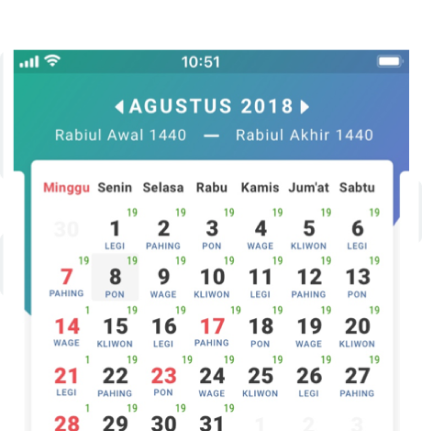 10:51
AGUSTUS 2018
Rabiul Awal 1440 — Rabiul Akhir 1440
Minggu Senin Selasa Rabu Kamis Jum'at Sabtu
19 19 19 19 19 19
30 1 2 3 4 5 6
LEGI PAHING PON WAGE KLIWON LEGI
19 19 19 19 19 19 19
7 8 9 10 11 12 13
PAHING PON WAGE KLIWON LEGI PAHING PON
1 19 19 19 19 19 19
14 15 16 17 18 19 20
WAGE KLIWON LEGI PAHING PON WAGE KLIWON
1 19 19 19 19 19 19
21 22 23 24 25 26 27
LEGI PAHING PON WAGE KLIWON LEGI PAHING
1 19 19 19
28 29 30 31 1 2 3